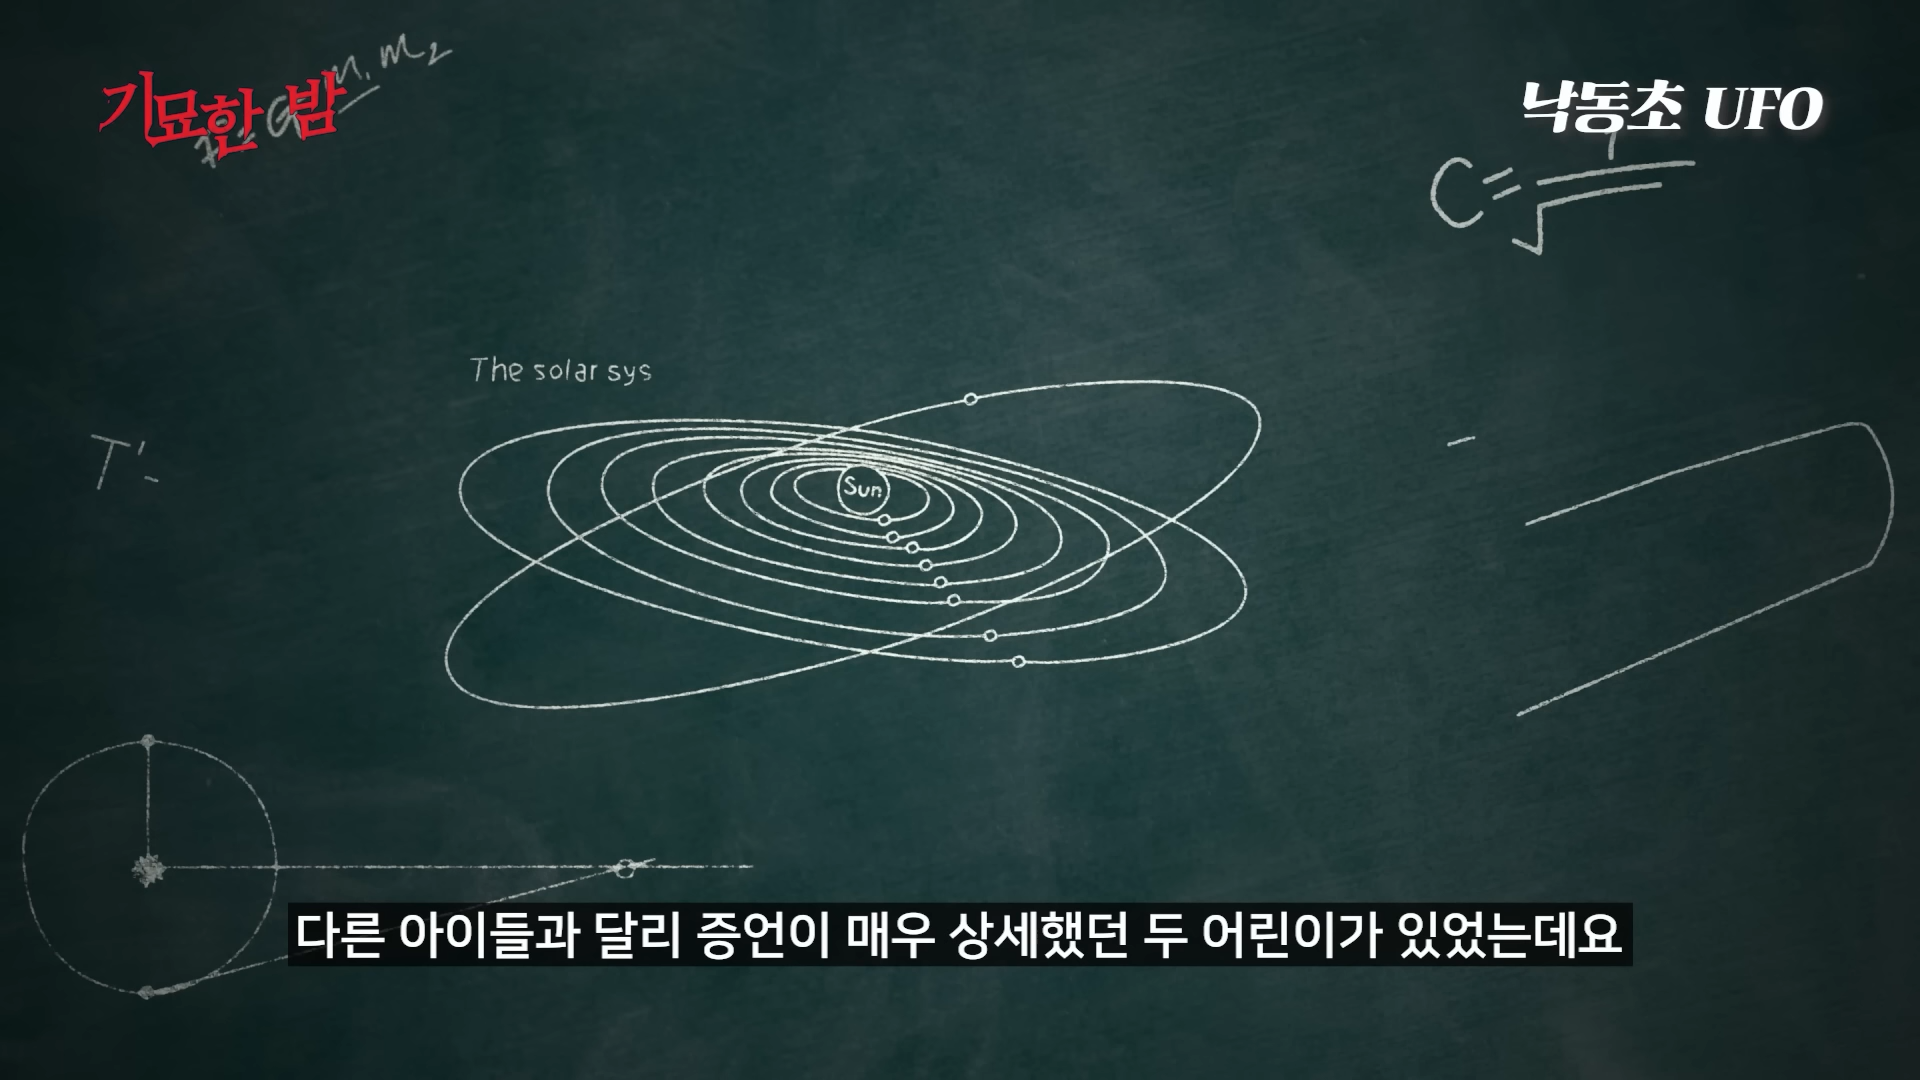 기묘한 밤
m₁ m₂
G
낙동초 UFO
C=
The solar sys
T'-
Sun
다른 아이들과 달리 증언이 매우 상세했던 두 어린이가 있었는데요